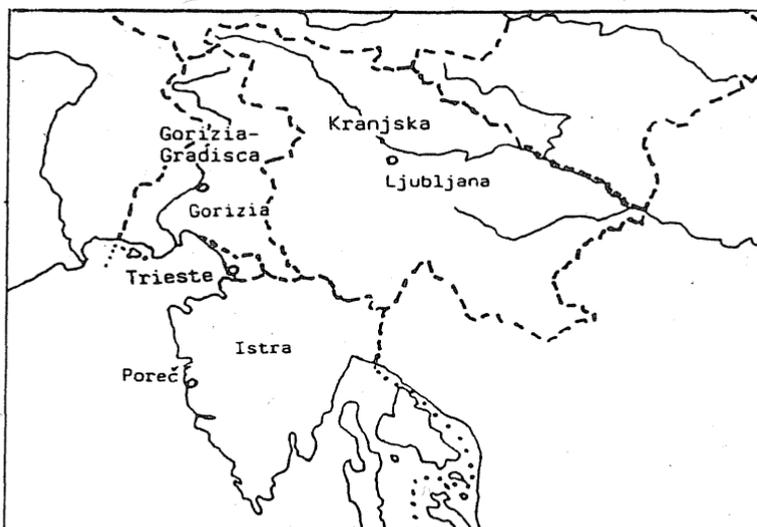 Kranjska
Gorizia-
Gradisca
Ljubljana
Gorizia
Trieste
Istra
Poreč